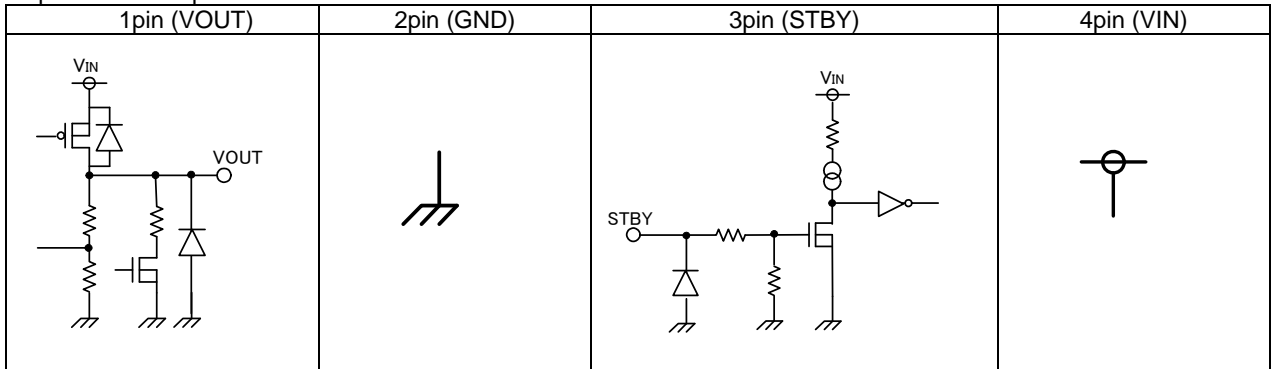 1pin (VOUT) 2pin (GND) 3pin (STBY) 4pin (VIN)
VIN
VOUT
VIN
STBY